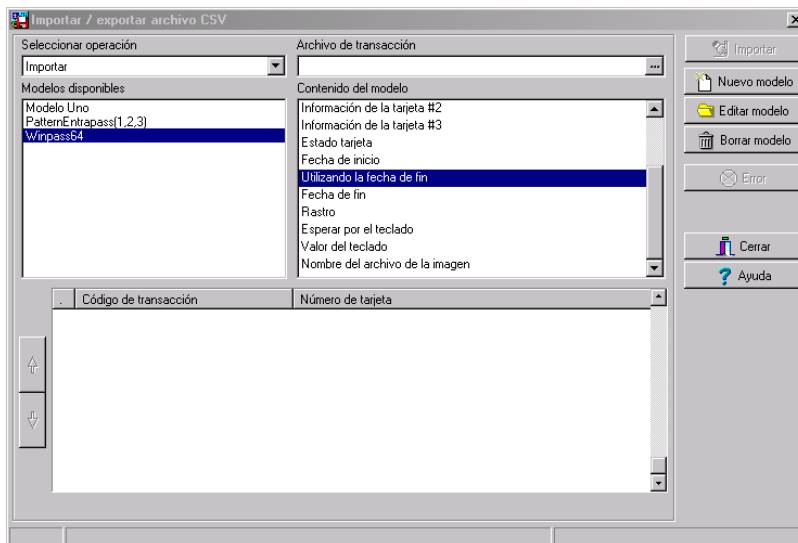 Importar / exportar archivo CSV
Seleccionar operación
Archivo de transacción
Importar
Importar
...
Modelos disponibles
Contenido del modelo
Nuevo modelo
Modelo Uno
PatternEntrapass(1,2,3)
Winpass64
Información de la tarjeta #2
Información de la tarjeta #3
Estado tarjeta
Fecha de inicio
Utilizando la fecha de fin
Fecha de fin
Rastro
Esperar por el teclado
Valor del teclado
Nombre del archivo de la imagen
Editar modelo
Borrar modelo
Error
Cerrar
Ayuda
. Código de transacción Número de tarjeta